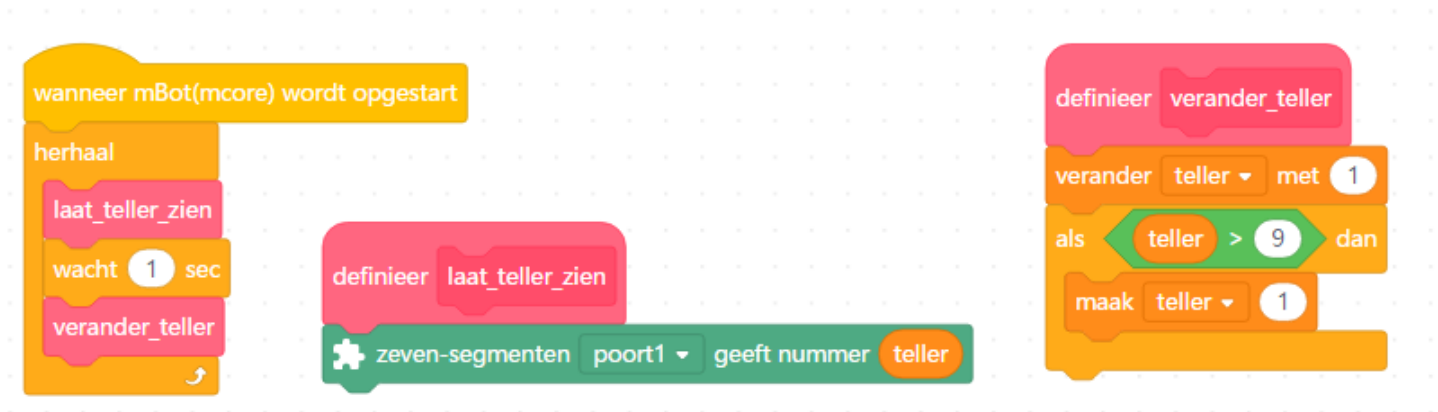 wanneer mBot(mcore) wordt opgestart
herhaal
laat_teller_zien
wacht 1 sec
verander_teller
definieer laat_teller_zien
zeven-segmenten poort1 geeft nummer teller
definieer verander_teller
verander teller met 1
als teller > 9 dan
maak teller 1